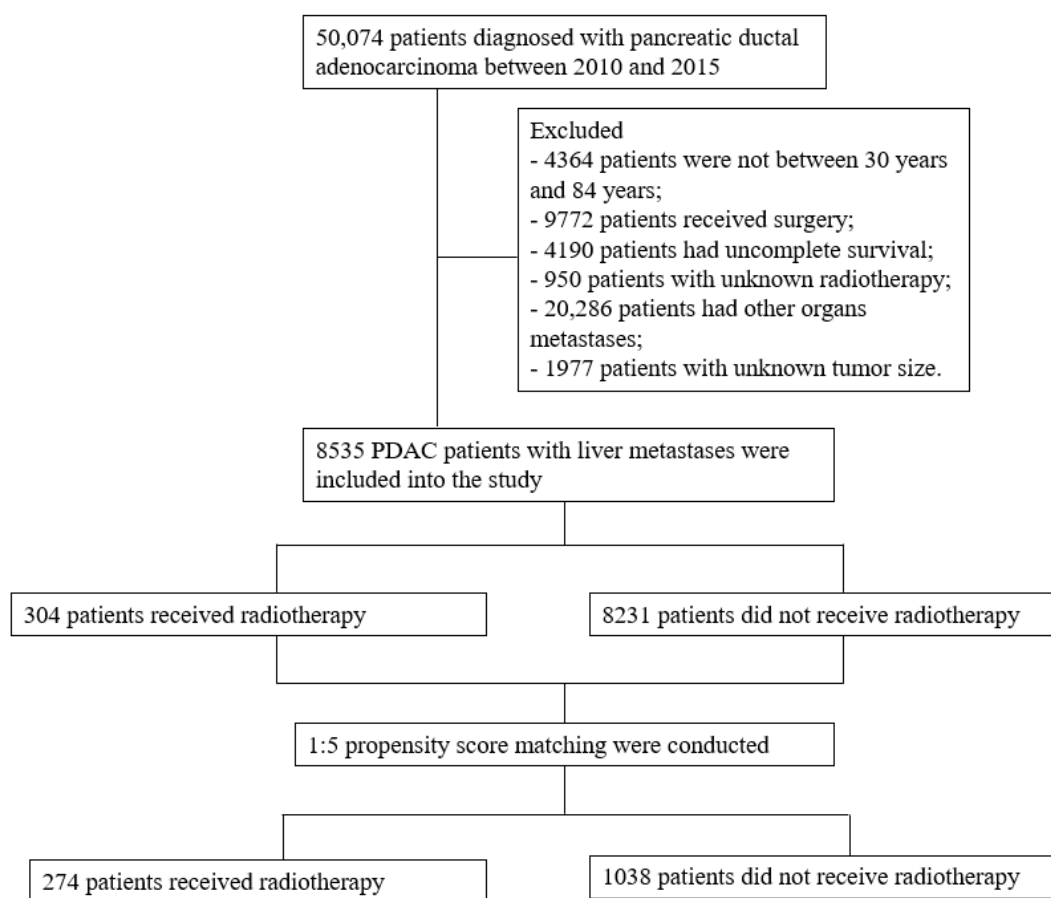 50,074 patients diagnosed with pancreatic ductal
adenocarcinoma between 2010 and 2015
Excluded
- 4364 patients were not between 30 years
and 84 years;
- 9772 patients received surgery;
- 4190 patients had uncomplete survival;
- 950 patients with unknown radiotherapy;
- 20,286 patients had other organs
metastases;
- 1977 patients with unknown tumor size.
8535 PDAC patients with liver metastases were
included into the study
304 patients received radiotherapy
8231 patients did not receive radiotherapy
1:5 propensity score matching were conducted
274 patients received radiotherapy
1038 patients did not receive radiotherapy